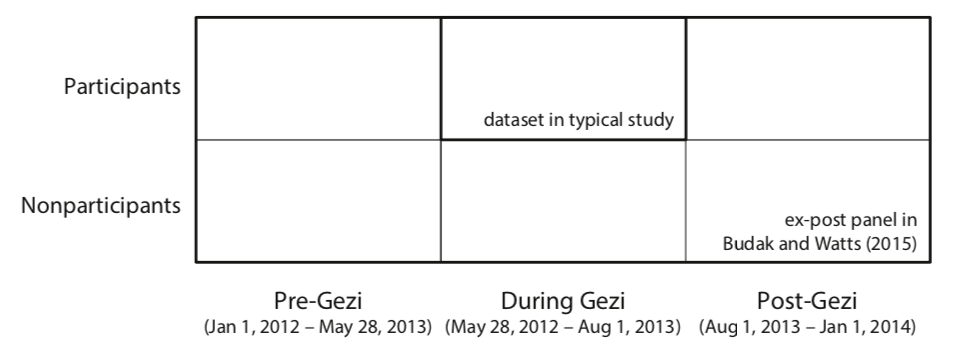 Participants
dataset in typical study
Nonparticipants
ex-post panel in
Budak and Watts (2015)
Pre-Gezi
(Jan 1, 2012 – May 28, 2013)
During Gezi
(May 28, 2012 – Aug 1, 2013)
Post-Gezi
(Aug 1, 2013 – Jan 1, 2014)